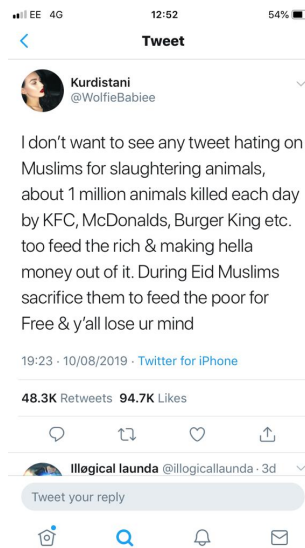 EE 4G 12:52 54%
Tweet
Kurdistani
@WolfieBabiee
I don't want to see any tweet hating on
Muslims for slaughtering animals,
about 1 million animals killed each day
by KFC, McDonalds, Burger King etc.
too feed the rich & making hella
money out of it. During Eid Muslims
sacrifice them to feed the poor for
Free & y'all lose ur mind
19:23 · 10/08/2019 · Twitter for iPhone
48.3K Retweets 94.7K Likes
Illøgical launda @illogicallaunda · 3d
Tweet your reply